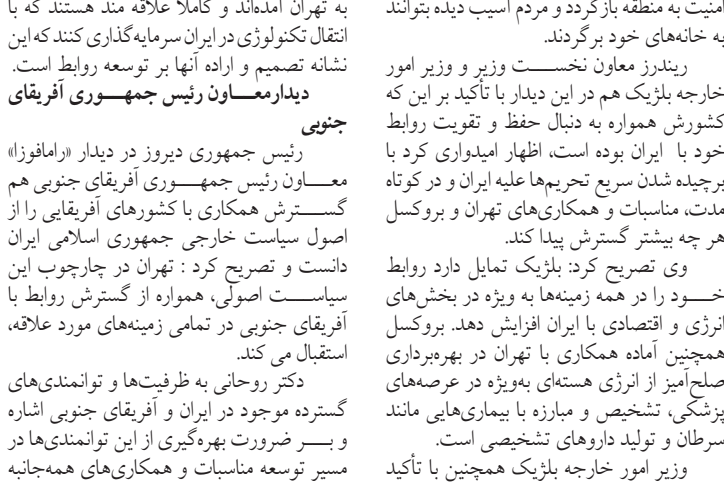 امنیت به منطقه بازگردد و مردم آسیب دیده بتوانند
به خانه‌های خود برگردند.
ریندرز معاون نخست وزیر و وزیر امور
خارجه بلژیک هم در این دیدار با تأکید بر این که
کشورش همواره به دنبال حفظ و تقویت روابط
خود با ایران بوده است، اظهار امیدواری کرد با
برچیده شدن سریع تحریم‌ها علیه ایران و در کوتاه
مدت، مناسبات و همکاری‌های تهران و بروکسل
هر چه بیشتر گسترش پیدا کند.
وی تصریح کرد: بلژیک تمایل دارد روابط
خود را در همه زمینه‌ها به ویژه در بخش‌های
انرژی و اقتصادی با ایران افزایش دهد. بروکسل
همچنین آماده همکاری با تهران در بهره‌برداری
صلح‌آمیز از انرژی هسته‌ای به‌ویژه در عرصه‌های
پزشکی، تشخیص و مبارزه با بیماری‌هایی مانند
سرطان و تولید داروهای تشخیصی است.
وزیر امور خارجه بلژیک همچنین با تأکید
به تهران آمده‌اند و کاملا علاقه مند هستند که با
انتقال تکنولوژی در ایران سرمایه‌گذاری کنند که این
نشانه تصمیم و اراده آنها بر توسعه روابط است.
دیدارمعاون رئیس جمهوری آفریقای
جنوبی
رئیس جمهوری دیروز در دیدار «رامافوزا»
معاون رئیس جمهوری آفریقای جنوبی هم
گسترش همکاری با کشورهای آفریقایی را از
اصول سیاست خارجی جمهوری اسلامی ایران
دانست و تصریح کرد : تهران در چارچوب این
سیاست اصولی، همواره از گسترش روابط با
آفریقای جنوبی در تمامی زمینه‌های مورد علاقه،
استقبال می کند.
دکتر روحانی به ظرفیت‌ها و توانمندی‌های
گسترده موجود در ایران و آفریقای جنوبی اشاره
و بر ضرورت بهره‌گیری از این توانمندی‌ها در
مسیر توسعه مناسبات و همکاری‌های همه‌جانبه